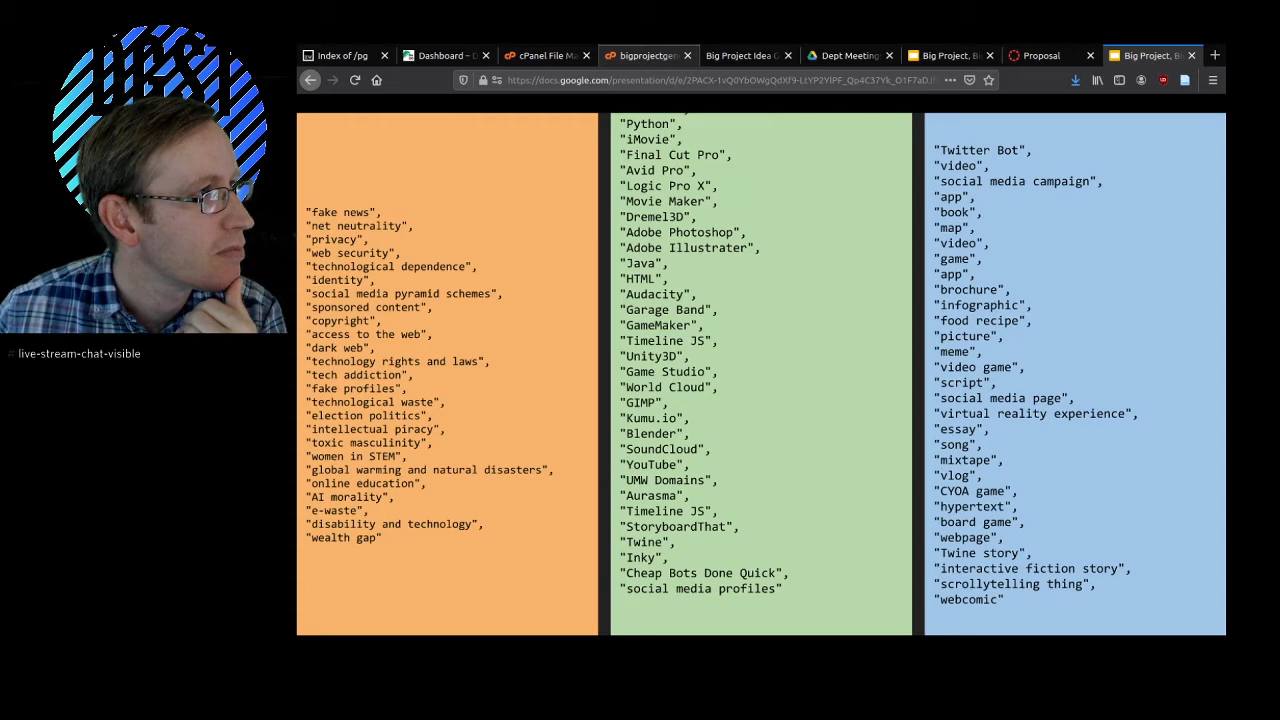 Index of /pg
Dashboard –
cPanel File Ma
bigprojectgen
Big Project Idea G
Dept Meetings
Big Project, Bi
Proposal
Big Project, Bi
"fake news",
"net neutrality",
"privacy",
"web security",
"technological dependence",
"identity",
"social media pyramid schemes",
"sponsored content",
"copyright",
"access to the web",
"dark web",
"technology rights and laws",
"tech addiction",
"fake profiles",
"technological waste",
"election politics",
"intellectual piracy",
"toxic masculinity",
"women in STEM",
"global warming and natural disasters",
"online education",
"AI morality",
"e-waste",
"disability and technology",
"wealth gap"
"Python",
"iMovie",
"Final Cut Pro",
"Avid Pro",
"Logic Pro X",
"Movie Maker",
"Dremel3D",
"Adobe Photoshop",
"Adobe Illustrater",
"Java",
"HTML",
"Audacity",
"Garage Band",
"GameMaker",
"Timeline JS",
"Unity3D",
"Game Studio",
"World Cloud",
"GIMP",
"Kumu.io",
"Blender",
"SoundCloud",
"YouTube",
"UMW Domains",
"Aurasma",
"Timeline JS",
"StoryboardThat",
"Twine",
"Inky",
"Cheap Bots Done Quick",
"social media profiles"
"Twitter Bot",
"video",
"social media campaign",
"app",
"book",
"map",
"video",
"game",
"app",
"brochure",
"infographic",
"food recipe",
"picture",
"meme",
"video game",
"script",
"social media page",
"virtual reality experience",
"essay",
"song",
"mixtape",
"vlog",
"CYOA game",
"hypertext",
"board game",
"webpage",
"Twine story",
"interactive fiction story",
"scrollytelling thing",
"webcomic"
# live-stream-chat-visible